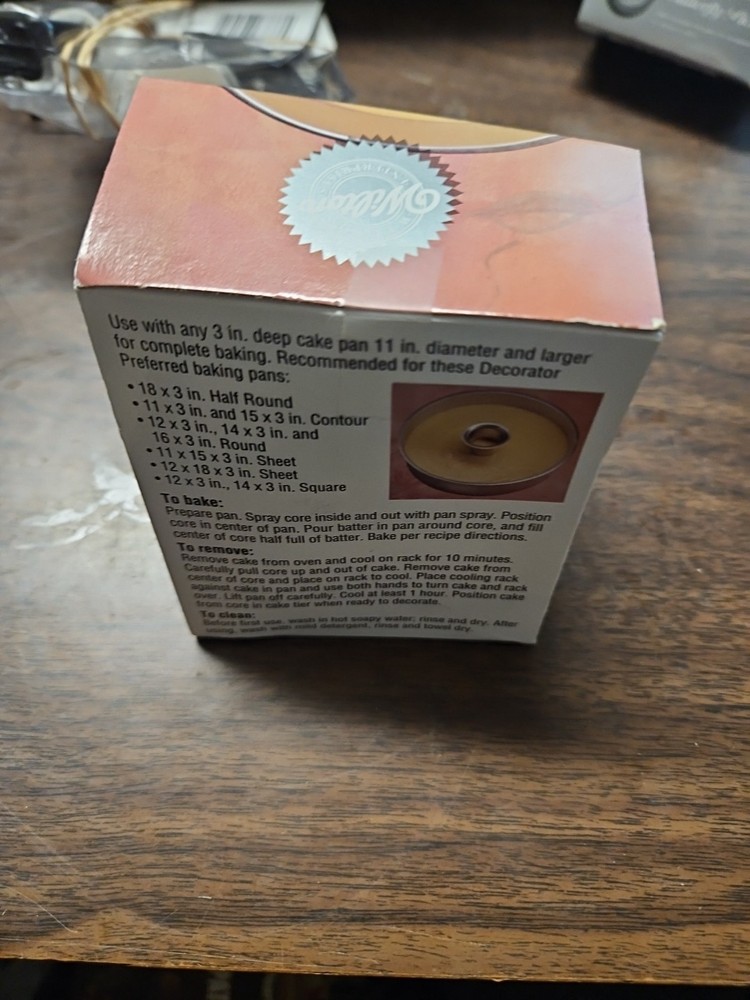 Wilton
Use with any 3 in. deep cake pan 11 in. diameter and larger
for complete baking. Recommended for these Decorator
Preferred baking pans:
• 18 x 3 in. Half Round
• 11 x 3 in. and 15 x 3 in. Contour
• 12 x 3 in., 14 x 3 in. and
16 x 3 in. Round
• 11 x 15 x 3 in. Sheet
• 12 x 18 x 3 in. Sheet
• 12 x 3 in., 14 x 3 in. Square
To bake:
Prepare pan. Spray core inside and out with pan spray. Position
core in center of pan. Pour batter in pan around core, and fill
center of core half full of batter. Bake per recipe directions.
To remove:
Remove cake from oven and cool on rack for 10 minutes.
Carefully pull core up and out of cake. Remove cake from
center of core and place on rack to cool. Place cooling rack
against cake in pan and use both hands to turn cake and rack
over. Lift pan off carefully. Cool at least 1 hour. Position cake
from core in cake tier when ready to decorate.
To clean:
Before first use, wash in hot soapy water; rinse and dry. After
using, wash with mild detergent, rinse and towel dry.